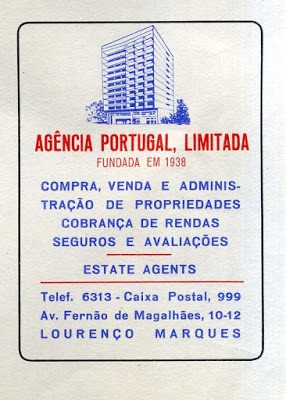 AGÊNCIA PORTUGAL, LIMITADA
FUNDADA EM 1938
COMPRA, VENDA E ADMINIS-
TRAÇÃO DE PROPRIEDADES
COBRANÇA DE RENDAS
SEGUROS E AVALIAÇÕES
ESTATE AGENTS
Telef. 6313 - Caixa Postal, 999
Av. Fernão de Magalhães, 10-12
LOURENÇO MARQUES